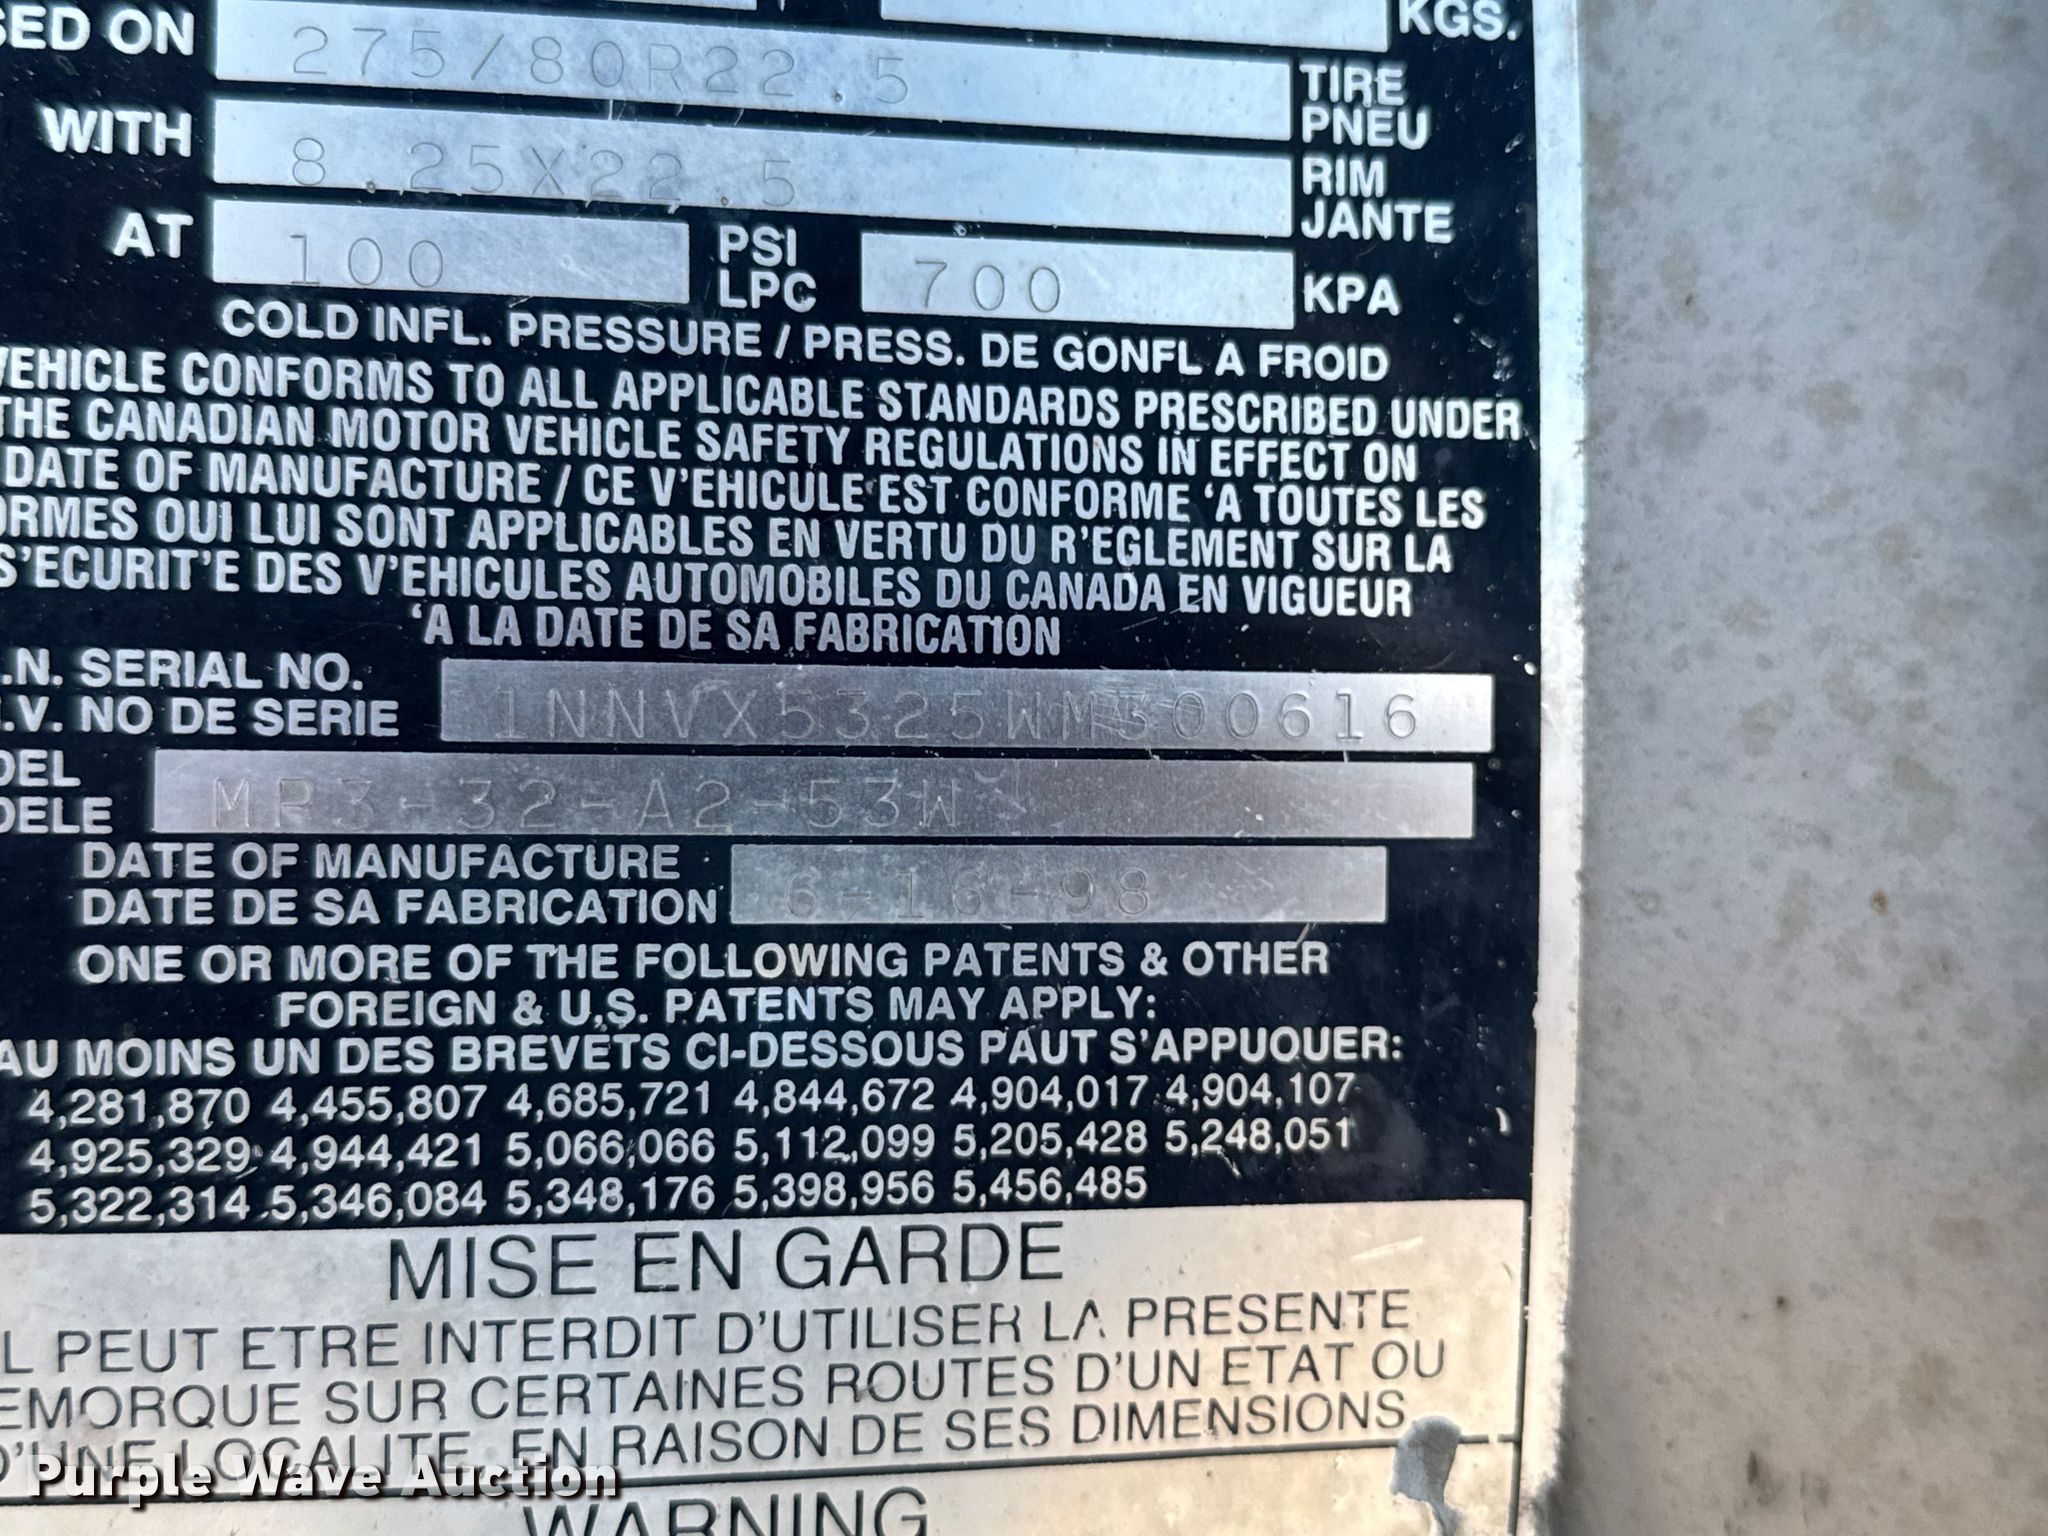 KGS.
SED ON 275/80R22.5 TIRE
PNEU
WITH 8.25X22.5 RIM
JANTE
AT 100 PSI
LPC 700 KPA
COLD INFL. PRESSURE / PRESS. DE GONFL A FROID
VEHICLE CONFORMS TO ALL APPLICABLE STANDARDS PRESCRIBED UNDER
THE CANADIAN MOTOR VEHICLE SAFETY REGULATIONS IN EFFECT ON
DATE OF MANUFACTURE / CE V'EHICULE EST CONFORME 'A TOUTES LES
ORMES QUI LUI SONT APPLICABLES EN VERTU DU R'EGLEMENT SUR LA
S'ECURIT'E DES V'EHICULES AUTOMOBILES DU CANADA EN VIGUEUR
'A LA DATE DE SA FABRICATION
.N. SERIAL NO.
.V. NO DE SERIE 1NNVX5325WM300616
DEL
DELE MP3-32-A2-53W
DATE OF MANUFACTURE
DATE DE SA FABRICATION 6-16-98
ONE OR MORE OF THE FOLLOWING PATENTS & OTHER
FOREIGN & U.S. PATENTS MAY APPLY:
AU MOINS UN DES BREVETS CI-DESSOUS PAUT S'APPUQUER:
4,281,870 4,455,807 4,685,721 4,844,672 4,904,017 4,904,107
4,925,329 4,944,421 5,066,066 5,112,099 5,205,428 5,248,051
5,322,314 5,346,084 5,348,176 5,398,956 5,456,485
MISE EN GARDE
L PEUT ETRE INTERDIT D'UTILISER LA PRESENTE
EMORQUE SUR CERTAINES ROUTES D'UN ETAT OU
D'UNE LOCALITE, EN RAISON DE SES DIMENSIONS
WARNING
Purple Wave Auction